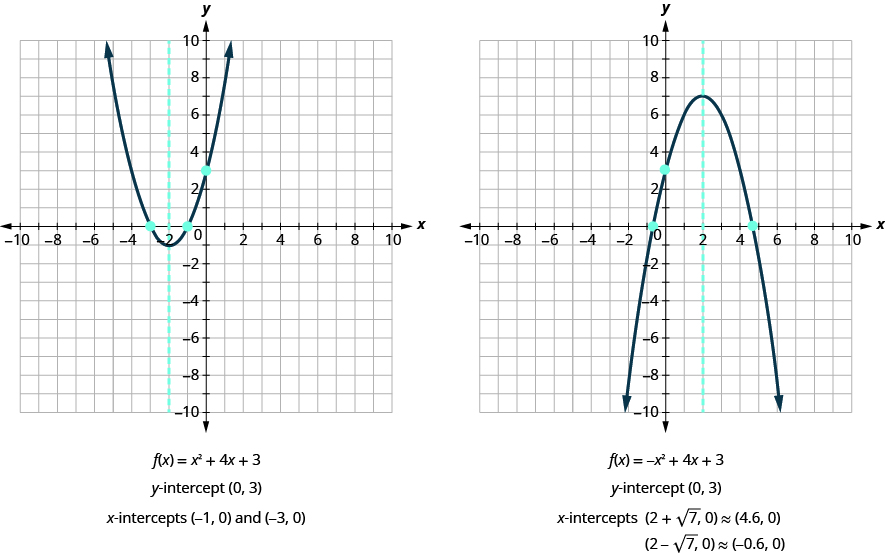 y
10
8
6
4
2
0
–10 –8 –6 –4 –2 2 4 6 8 10 x
–2
–4
–6
–8
–10
f(x) = x² + 4x + 3
y-intercept (0, 3)
x-intercepts (–1, 0) and (–3, 0)
y
10
8
6
4
2
0
–10 –8 –6 –4 –2 2 4 6 8 10 x
–2
–4
–6
–8
–10
f(x) = –x² + 4x + 3
y-intercept (0, 3)
x-intercepts (2 + √7, 0) ≈ (4.6, 0)
(2 – √7, 0) ≈ (–0.6, 0)